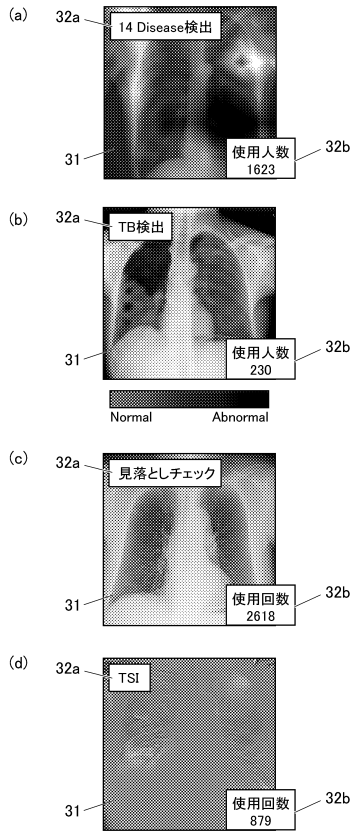 (a)
32a
14 Disease検出
31
使用人数
1623
32b
(b)
32a
TB検出
31
使用人数
230
32b
Normal
Abnormal
(c)
32a
見落としチェック
31
使用回数
2618
32b
(d)
32a
TSI
31
使用回数
879
32b